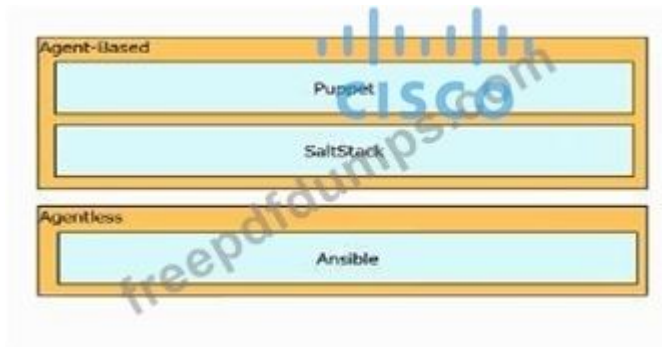 Agent-Based
Puppet
CISCO
SaltStack
Agentless
Ansible
freepdfdumps.com